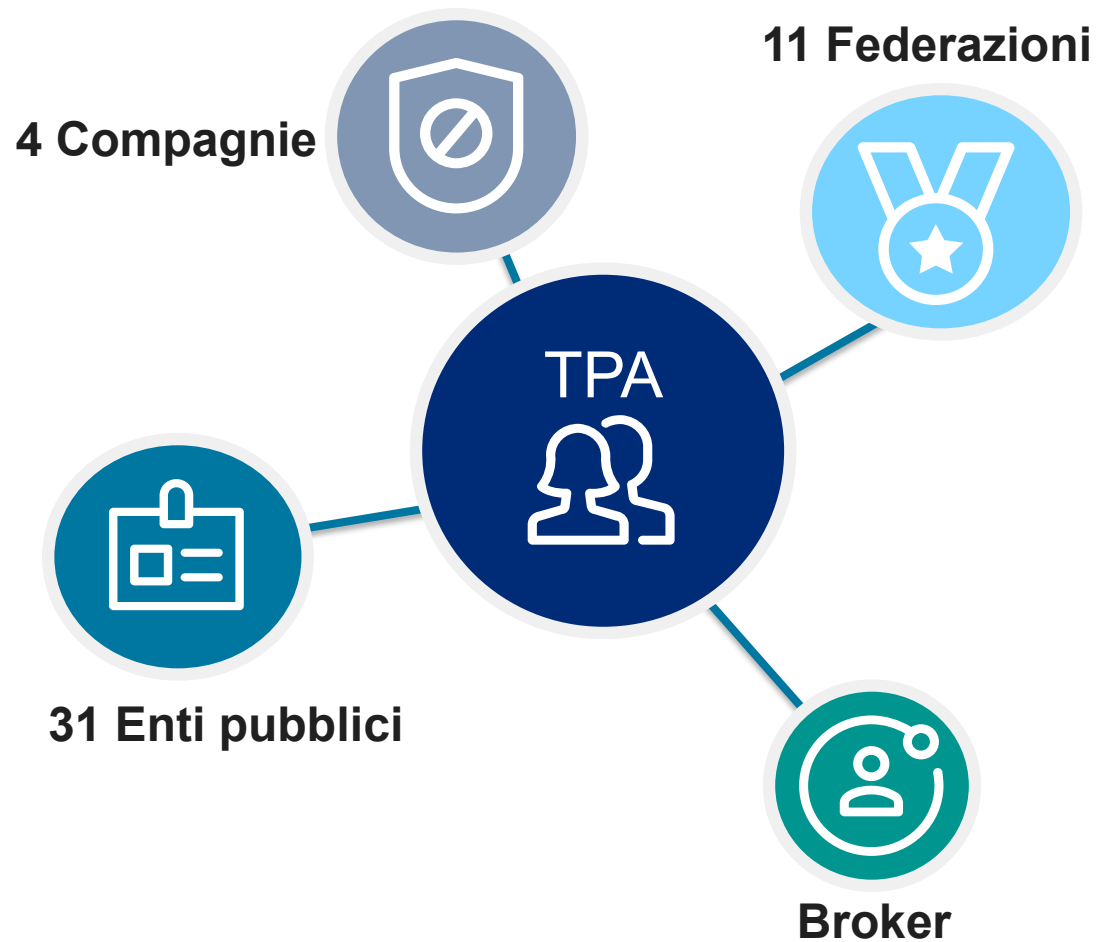 11 Federazioni
4 Compagnie
TPA
31 Enti pubblici
Broker